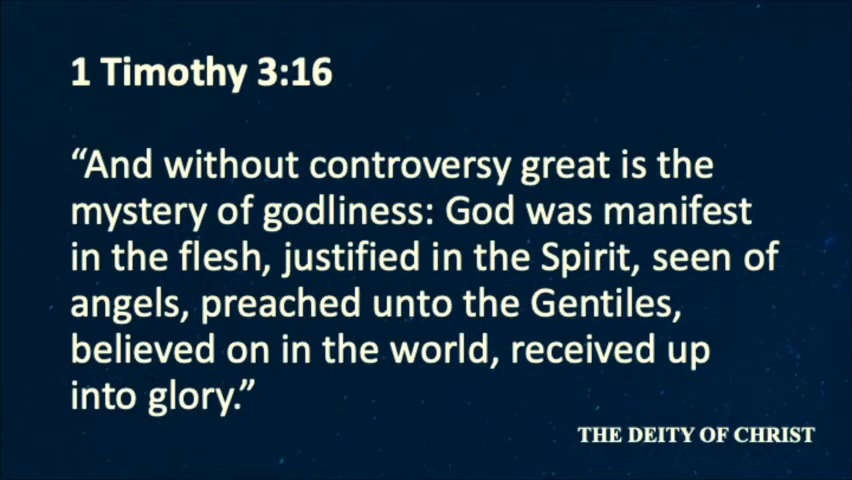 1 Timothy 3:16
“And without controversy great is the
mystery of godliness: God was manifest
in the flesh, justified in the Spirit, seen of
angels, preached unto the Gentiles,
believed on in the world, received up
into glory.”
THE DEITY OF CHRIST